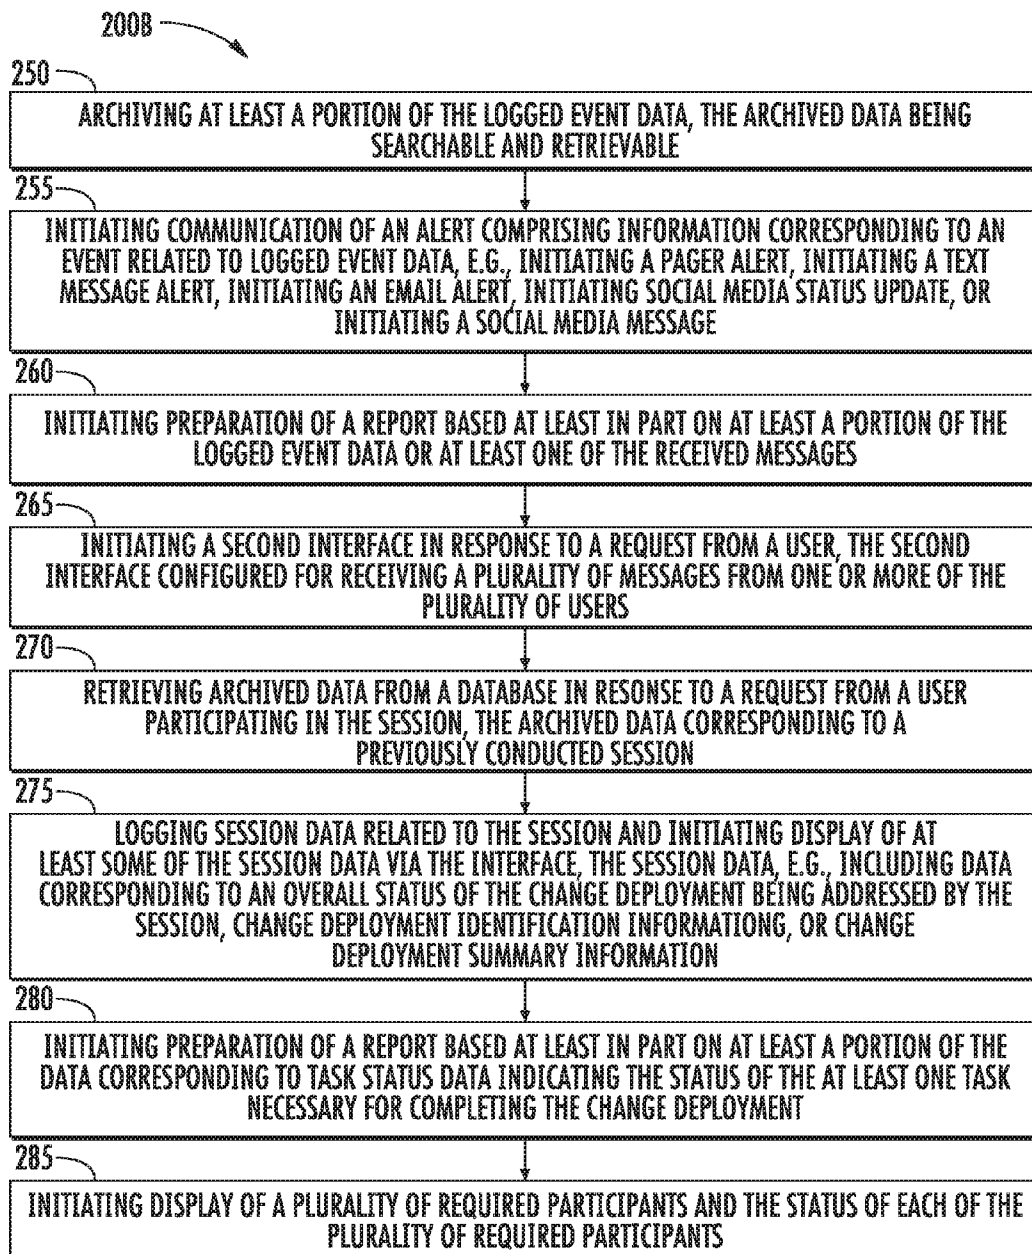 200B
250
ARCHIVING AT LEAST A PORTION OF THE LOGGED EVENT DATA, THE ARCHIVED DATA BEING
SEARCHABLE AND RETRIEVABLE
255
INITIATING COMMUNICATION OF AN ALERT COMPRISING INFORMATION CORRESPONDING TO AN
EVENT RELATED TO LOGGED EVENT DATA, E.G., INITIATING A PAGER ALERT, INITIATING A TEXT
MESSAGE ALERT, INITIATING AN EMAIL ALERT, INITIATING SOCIAL MEDIA STATUS UPDATE, OR
INITIATING A SOCIAL MEDIA MESSAGE
260
INITIATING PREPARATION OF A REPORT BASED AT LEAST IN PART ON AT LEAST A PORTION OF THE
LOGGED EVENT DATA OR AT LEAST ONE OF THE RECEIVED MESSAGES
265
INITIATING A SECOND INTERFACE IN RESPONSE TO A REQUEST FROM A USER, THE SECOND
INTERFACE CONFIGURED FOR RECEIVING A PLURALITY OF MESSAGES FROM ONE OR MORE OF THE
PLURALITY OF USERS
270
RETRIEVING ARCHIVED DATA FROM A DATABASE IN RESONSE TO A REQUEST FROM A USER
PARTICIPATING IN THE SESSION, THE ARCHIVED DATA CORRESPONDING TO A
PREVIOUSLY CONDUCTED SESSION
275
LOGGING SESSION DATA RELATED TO THE SESSION AND INITIATING DISPLAY OF AT
LEAST SOME OF THE SESSION DATA VIA THE INTERFACE, THE SESSION DATA, E.G., INCLUDING DATA
CORRESPONDING TO AN OVERALL STATUS OF THE CHANGE DEPLOYMENT BEING ADDRESSED BY THE
SESSION, CHANGE DEPLOYMENT IDENTIFICATION INFORMATIONG, OR CHANGE
DEPLOYMENT SUMMARY INFORMATION
280
INITIATING PREPARATION OF A REPORT BASED AT LEAST IN PART ON AT LEAST A PORTION OF THE
DATA CORRESPONDING TO TASK STATUS DATA INDICATING THE STATUS OF THE AT LEAST ONE TASK
NECESSARY FOR COMPLETING THE CHANGE DEPLOYMENT
285
INITIATING DISPLAY OF A PLURALITY OF REQUIRED PARTICIPANTS AND THE STATUS OF EACH OF THE
PLURALITY OF REQUIRED PARTICIPANTS